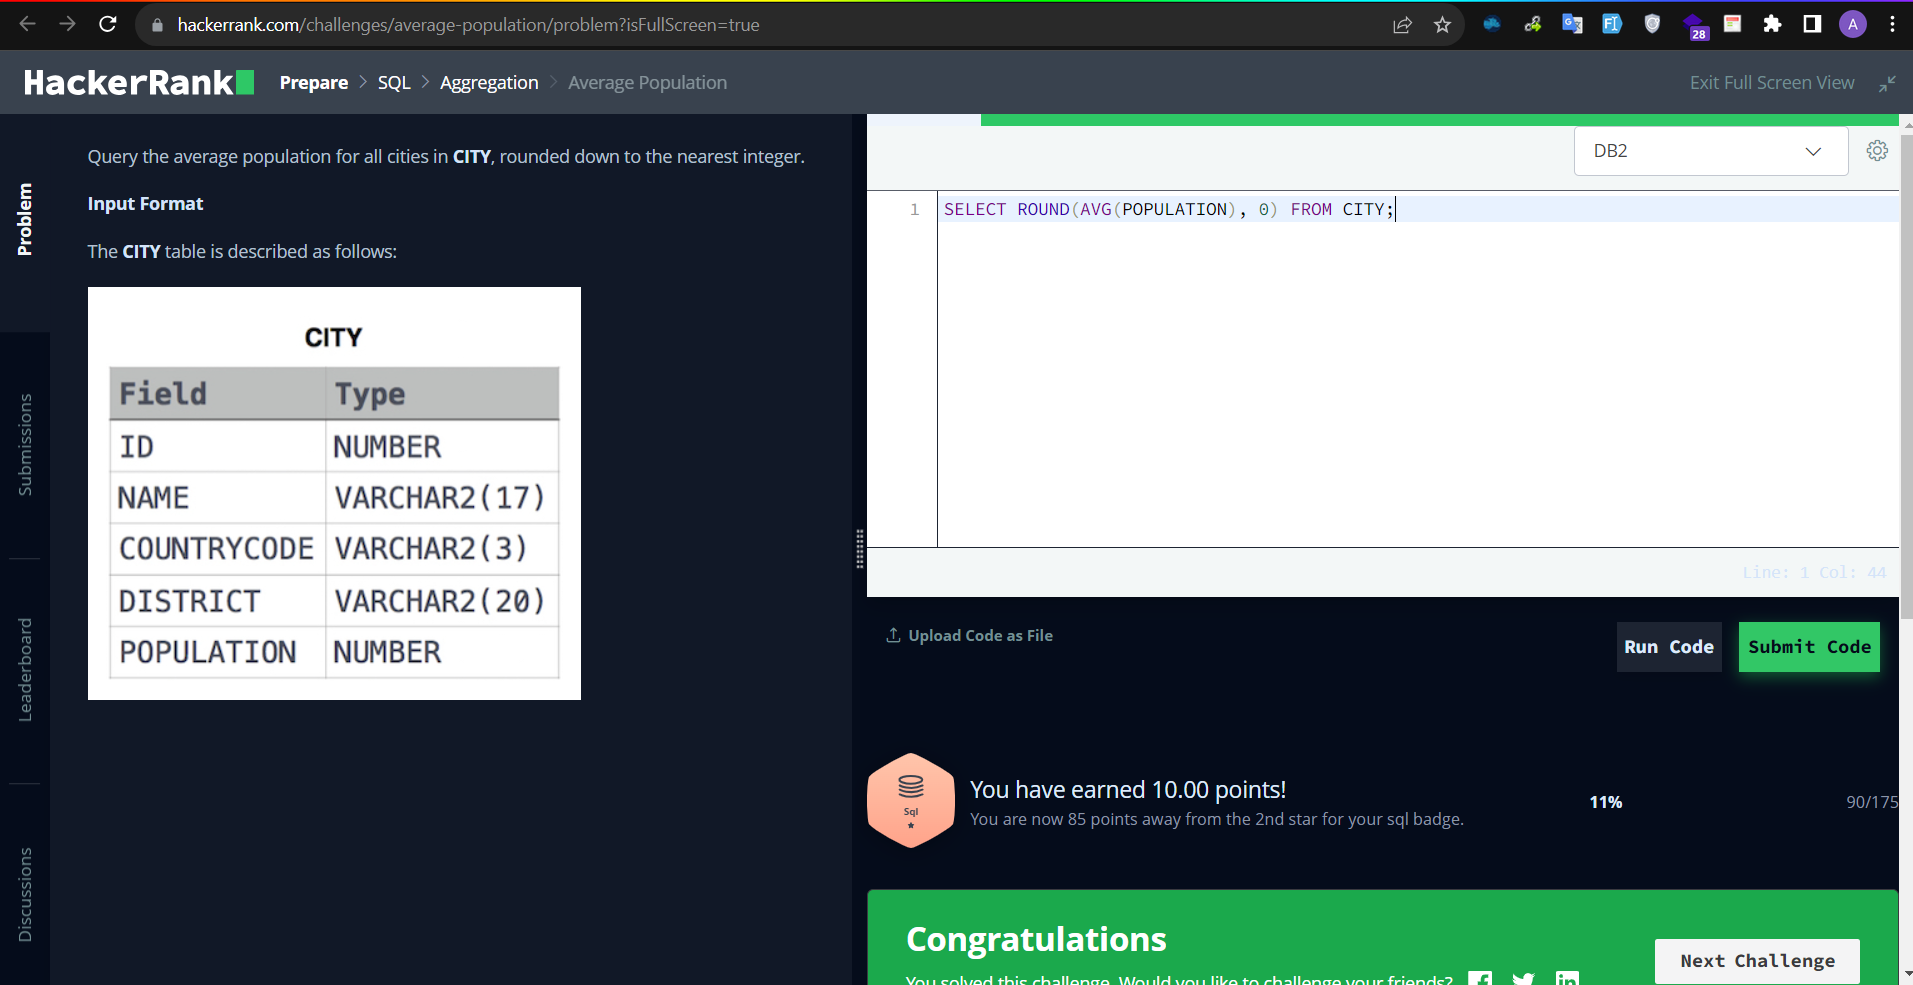 hackerrank.com/challenges/average-population/problem?isFullScreen=true
28
A
HackerRank
Prepare > SQL > Aggregation > Average Population
Exit Full Screen View
Problem
Submissions
Leaderboard
Discussions
Query the average population for all cities in CITY, rounded down to the nearest integer.
Input Format
The CITY table is described as follows:
CITY
Field Type
ID NUMBER
NAME VARCHAR2(17)
COUNTRYCODE VARCHAR2(3)
DISTRICT VARCHAR2(20)
POPULATION NUMBER
DB2
1 SELECT ROUND(AVG(POPULATION), 0) FROM CITY;
Line: 1 Col: 44
Upload Code as File
Run Code
Submit Code
Sql
You have earned 10.00 points!
You are now 85 points away from the 2nd star for your sql badge.
11%
90/175
Congratulations
You solved this challenge. Would you like to challenge your friends?
Next Challenge